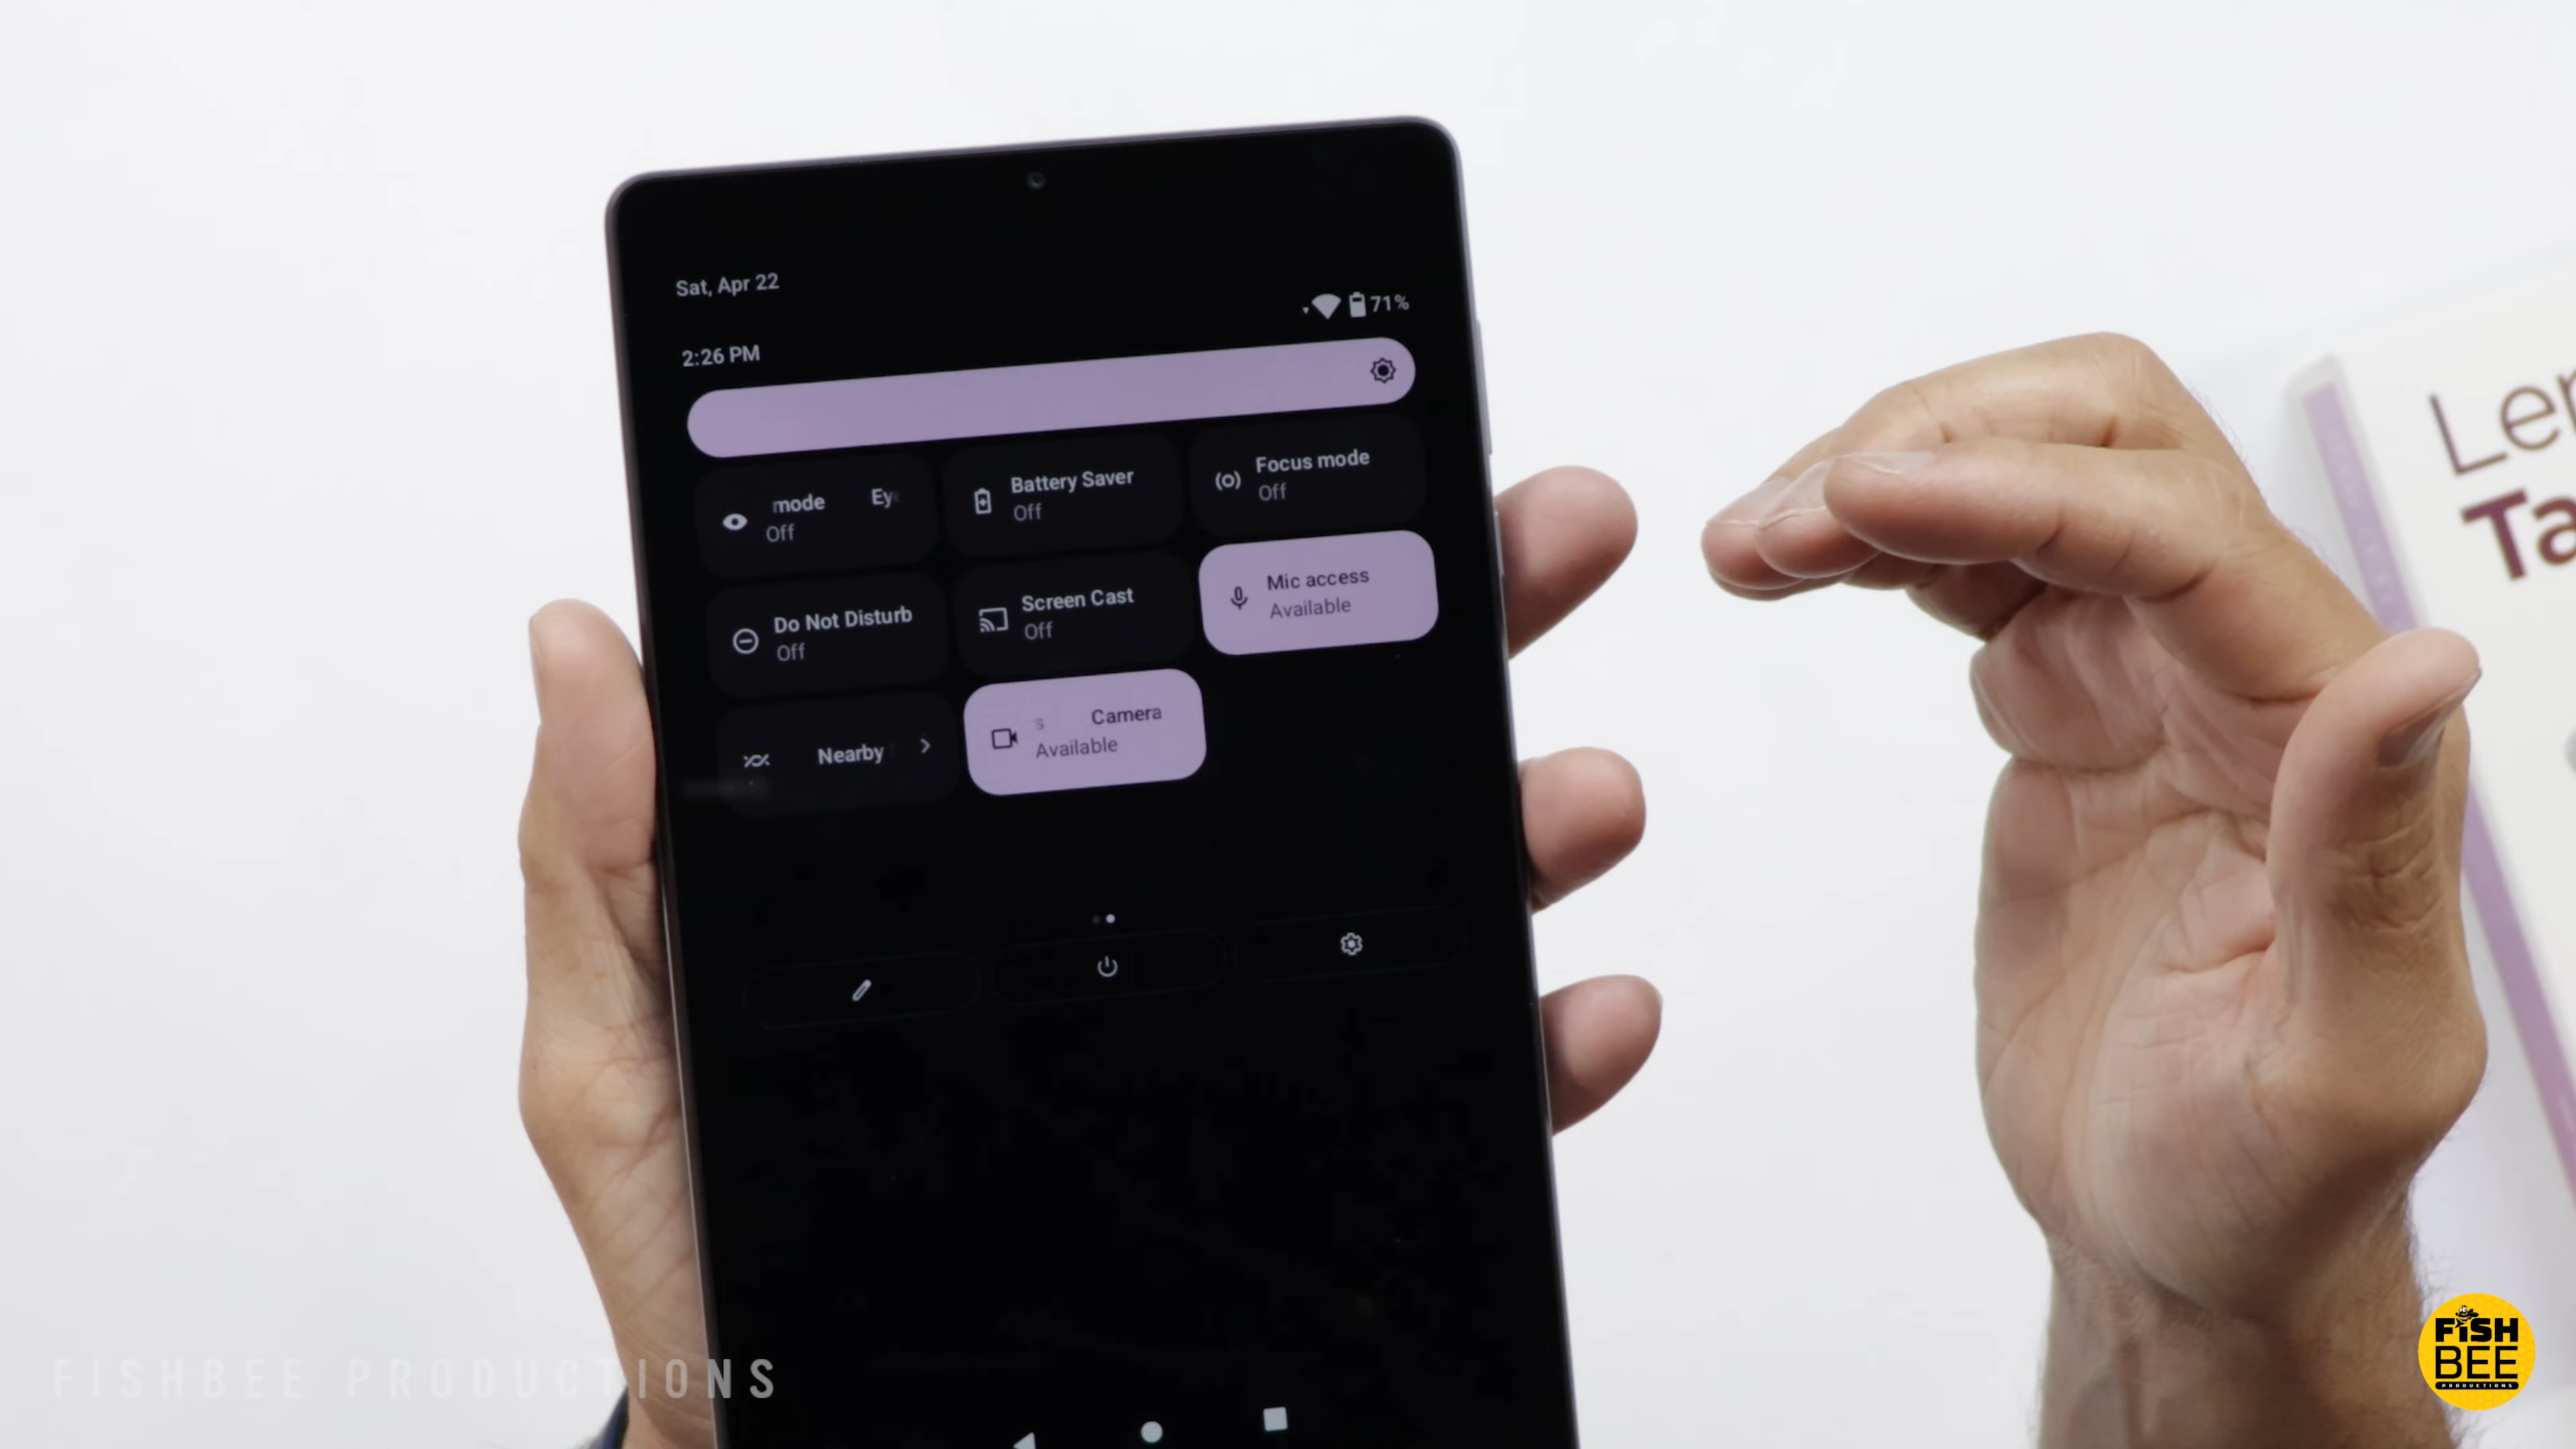 Sat, Apr 22
71%
2:26 PM
mode
Off
Battery Saver
Off
Focus mode
Off
Do Not Disturb
Off
Screen Cast
Off
Mic access
Available
Nearby
s Camera
Available
FISHBEE PRODUCTIONS
FISH
BEE
PRODUCTIONS